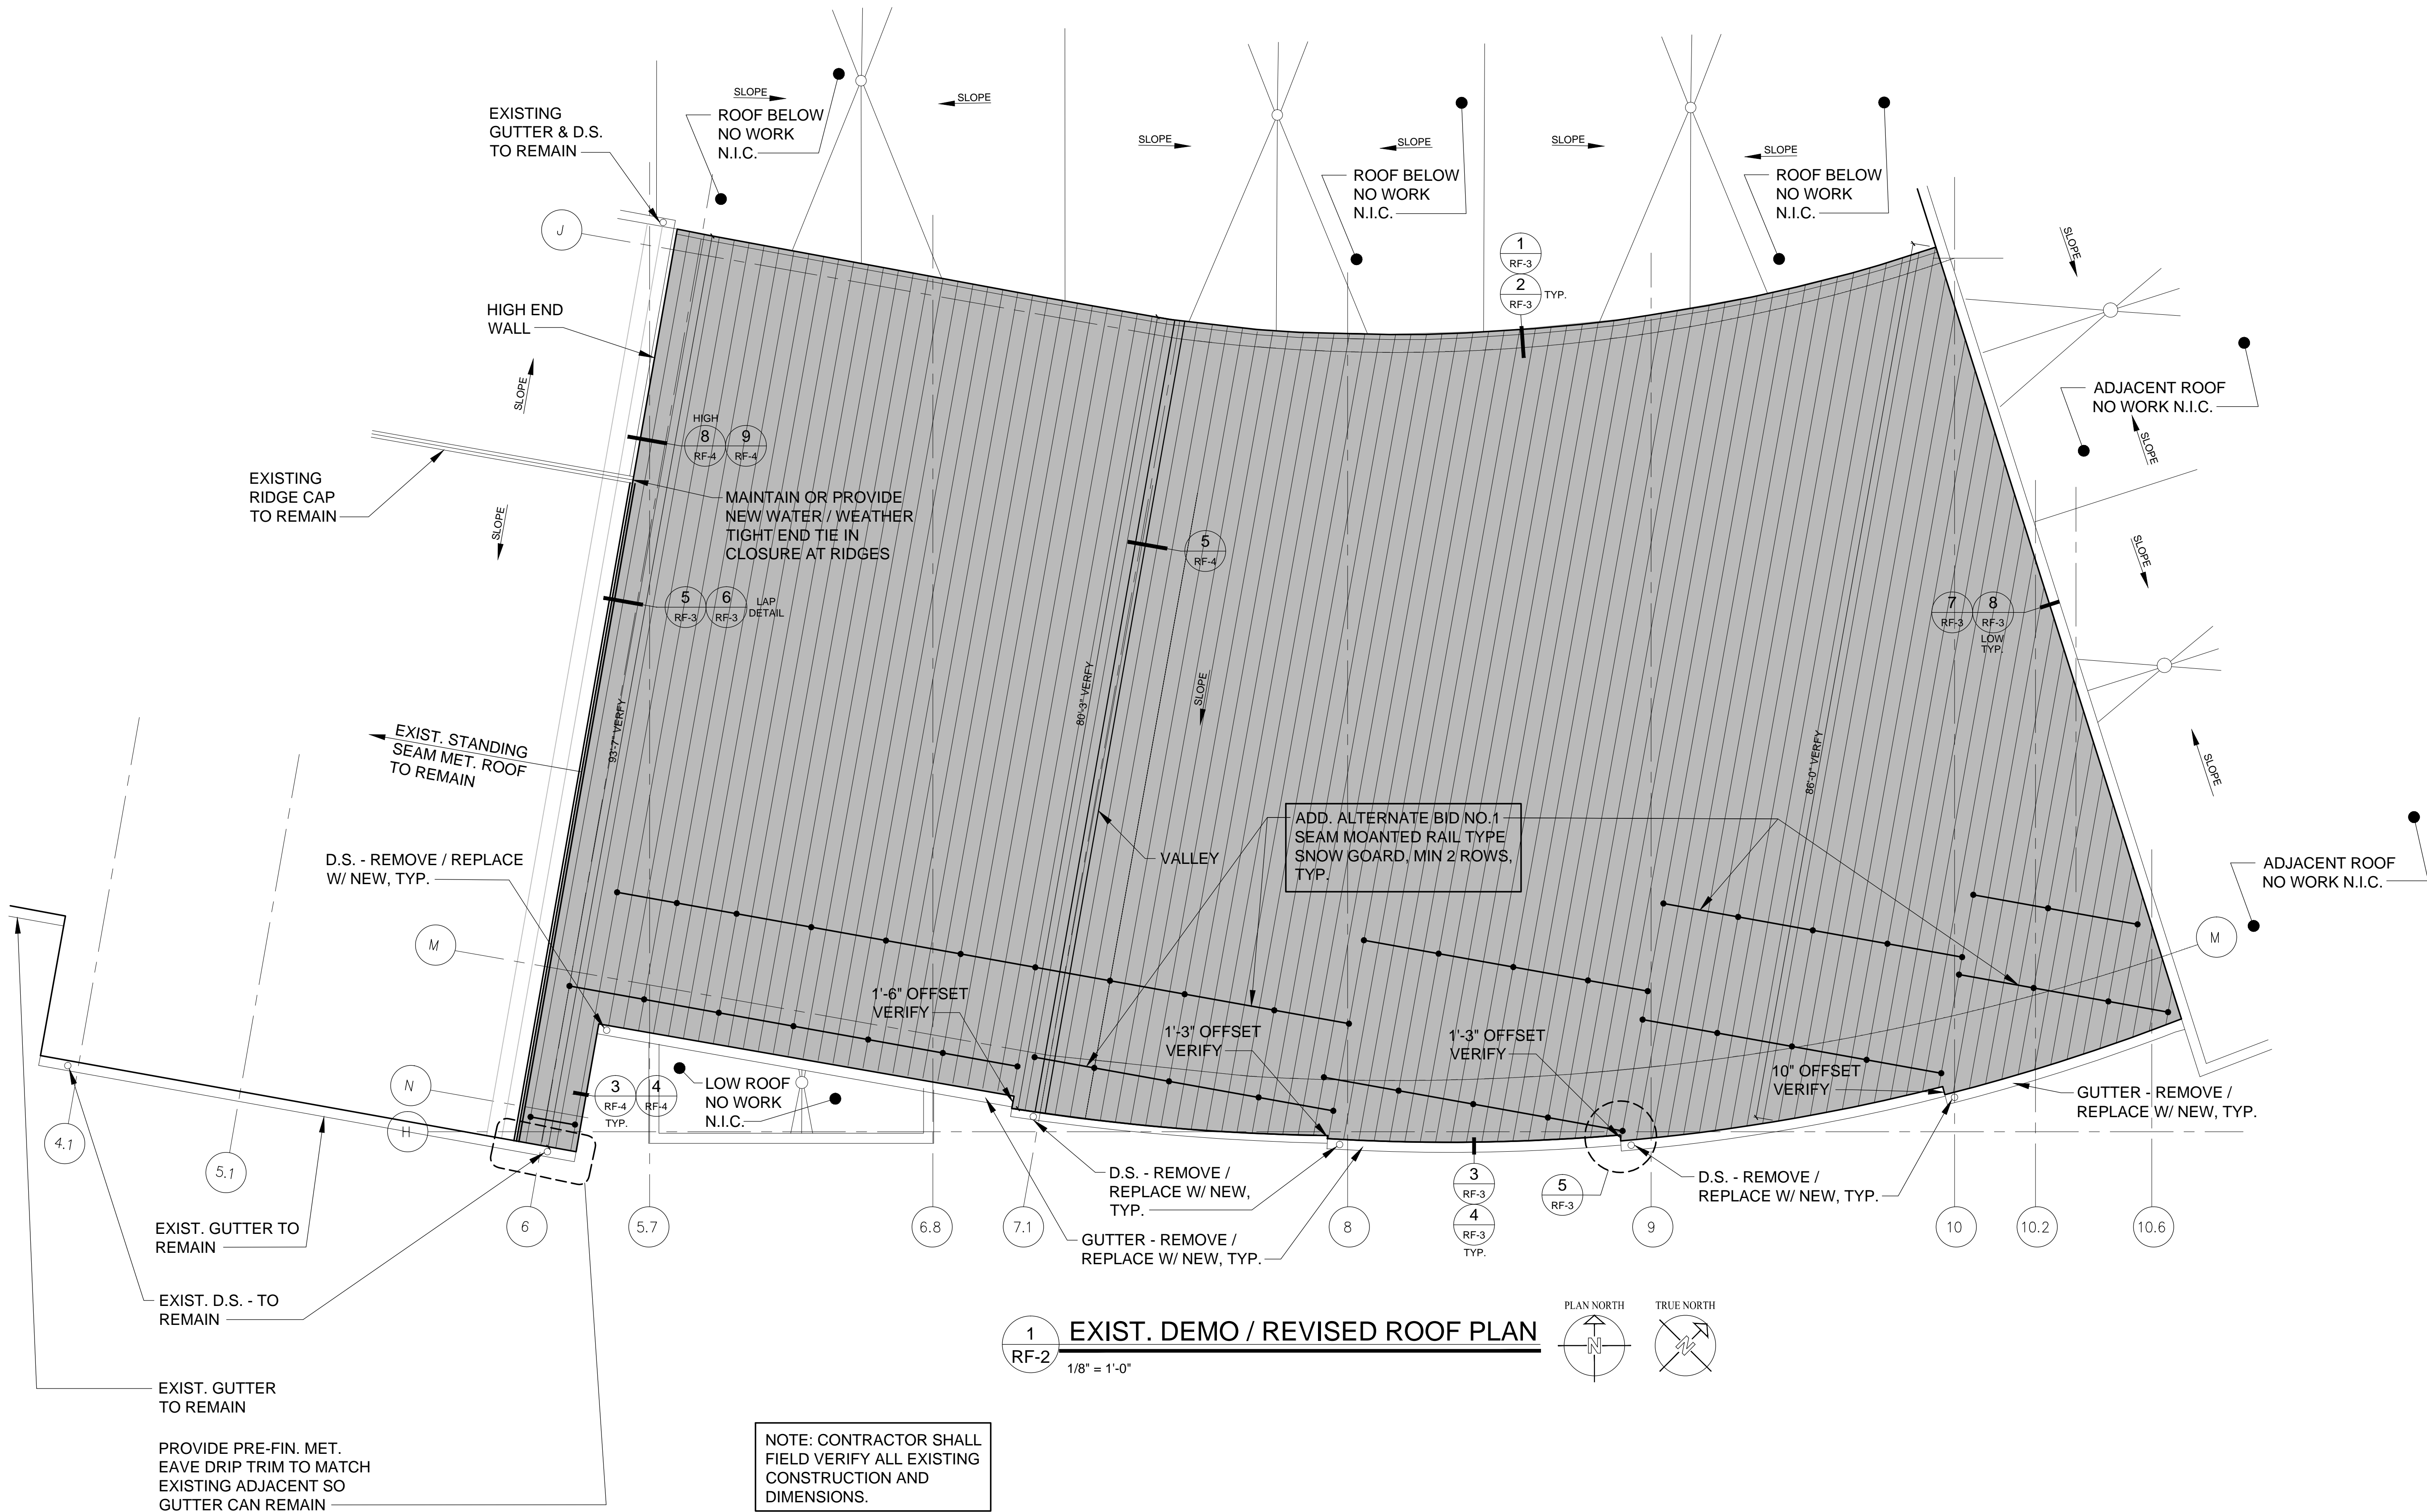 SLOPE
SLOPE
EXISTING
GUTTER & D.S.
TO REMAIN
ROOF BELOW
NO WORK
N.I.C.
SLOPE
SLOPE
SLOPE
SLOPE
ROOF BELOW
NO WORK
N.I.C.
ROOF BELOW
NO WORK
N.I.C.
J
1
RF-3
2
RF-3
TYP.
SLOPE
HIGH END
WALL
SLOPE
ADJACENT ROOF
NO WORK N.I.C.
HIGH
8
RF-4
9
RF-4
SLOPE
EXISTING
RIDGE CAP
TO REMAIN
MAINTAIN OR PROVIDE
NEW WATER / WEATHER
TIGHT END TIE IN
CLOSURE AT RIDGES
SLOPE
5
RF-4
SLOPE
5
RF-3
6
RF-3
LAP
DETAIL
7
RF-3
8
RF-3
LOW
TYP.
93'-7" VERFY
80'-3" VERFY
SLOPE
86'-0" VERFY
SLOPE
EXIST. STANDING
SEAM MET. ROOF
TO REMAIN
ADD. ALTERNATE BID NO.1
SEAM MOANTED RAIL TYPE
SNOW GOARD, MIN 2 ROWS,
TYP.
D.S. - REMOVE / REPLACE
W/ NEW, TYP.
VALLEY
ADJACENT ROOF
NO WORK N.I.C.
M
M
1'-6" OFFSET
VERIFY
1'-3" OFFSET
VERIFY
1'-3" OFFSET
VERIFY
10" OFFSET
VERIFY
N
H
3
RF-4
4
RF-4
TYP.
LOW ROOF
NO WORK
N.I.C.
GUTTER - REMOVE /
REPLACE W/ NEW, TYP.
4.1
5.1
D.S. - REMOVE /
REPLACE W/ NEW,
TYP.
3
RF-3
4
RF-3
TYP.
5
RF-3
D.S. - REMOVE /
REPLACE W/ NEW, TYP.
6
5.7
6.8
7.1
8
9
10
10.2
10.6
EXIST. GUTTER TO
REMAIN
GUTTER - REMOVE /
REPLACE W/ NEW, TYP.
EXIST. D.S. - TO
REMAIN
1
RF-2
EXIST. DEMO / REVISED ROOF PLAN
1/8" = 1'-0"
PLAN NORTH
N
TRUE NORTH
N
EXIST. GUTTER
TO REMAIN
PROVIDE PRE-FIN. MET.
EAVE DRIP TRIM TO MATCH
EXISTING ADJACENT SO
GUTTER CAN REMAIN
NOTE: CONTRACTOR SHALL
FIELD VERIFY ALL EXISTING
CONSTRUCTION AND
DIMENSIONS.